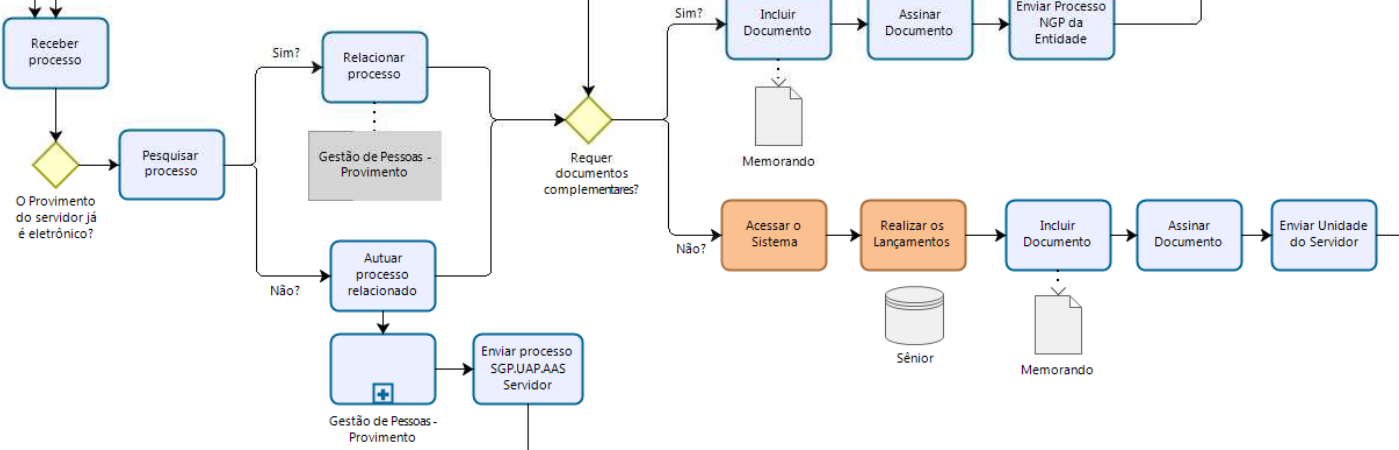 Receber
processo
O Provimento
do servidor já
é eletrônico?
Pesquisar
processo
Sim?
Relacionar
processo
Gestão de Pessoas -
Provimento
Não?
Autuar
processo
relacionado
Gestão de Pessoas -
Provimento
Enviar processo
SGP.UAP.AAS
Servidor
Requer
documentos
complementares?
Sim?
Incluir
Documento
Memorando
Assinar
Documento
Enviar Processo
NGP da
Entidade
Não?
Acessar o
Sistema
Realizar os
Lançamentos
Sênior
Incluir
Documento
Memorando
Assinar
Documento
Enviar Unidade
do Servidor